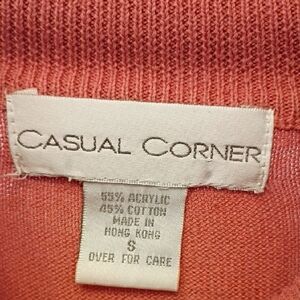 CASUAL CORNER
55% ACRYLIC
45% COTTON
MADE IN
HONG KONG
S
OVER FOR CARE